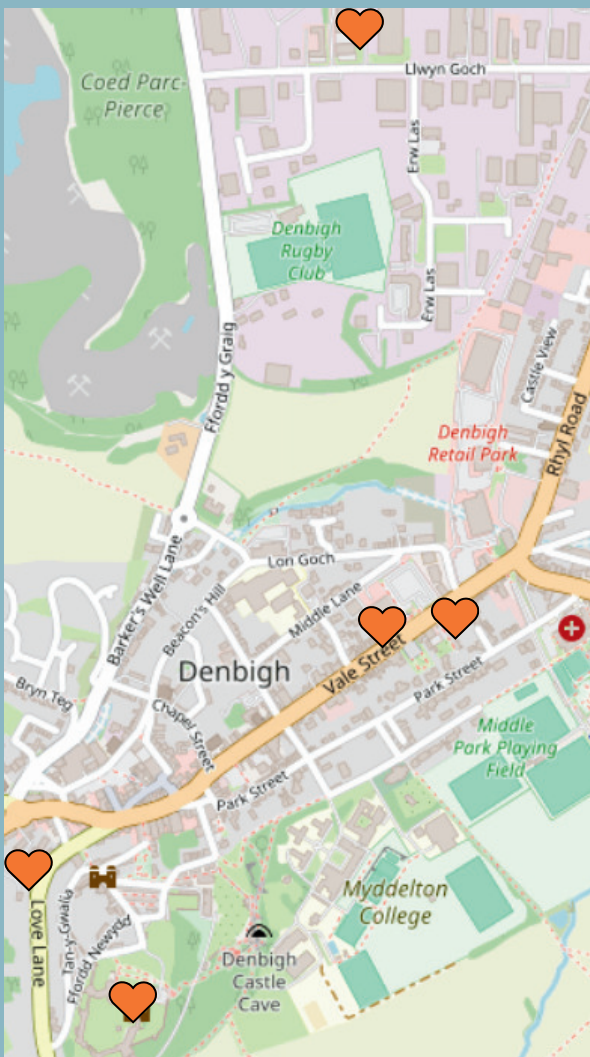 Llwyn Goch
Coed Parc-
Pierce
Erw Las
Denbigh
Rugby
Club
Erw Las
Ffordd y Graig
Castle View
Rhyl Road
Denbigh
Retail Park
Lon Goch
Barker's Well Lane
Beacon's Hill
Middle Lane
Denbigh
Vale Street
Park Street
Bryn Teg
Chapel Street
Middle
Park Playing
Field
Park Street
Myddelton
College
Love Lane
Tan-y-Gwalia
Ffordd Newydd
Denbigh
Castle
Cave